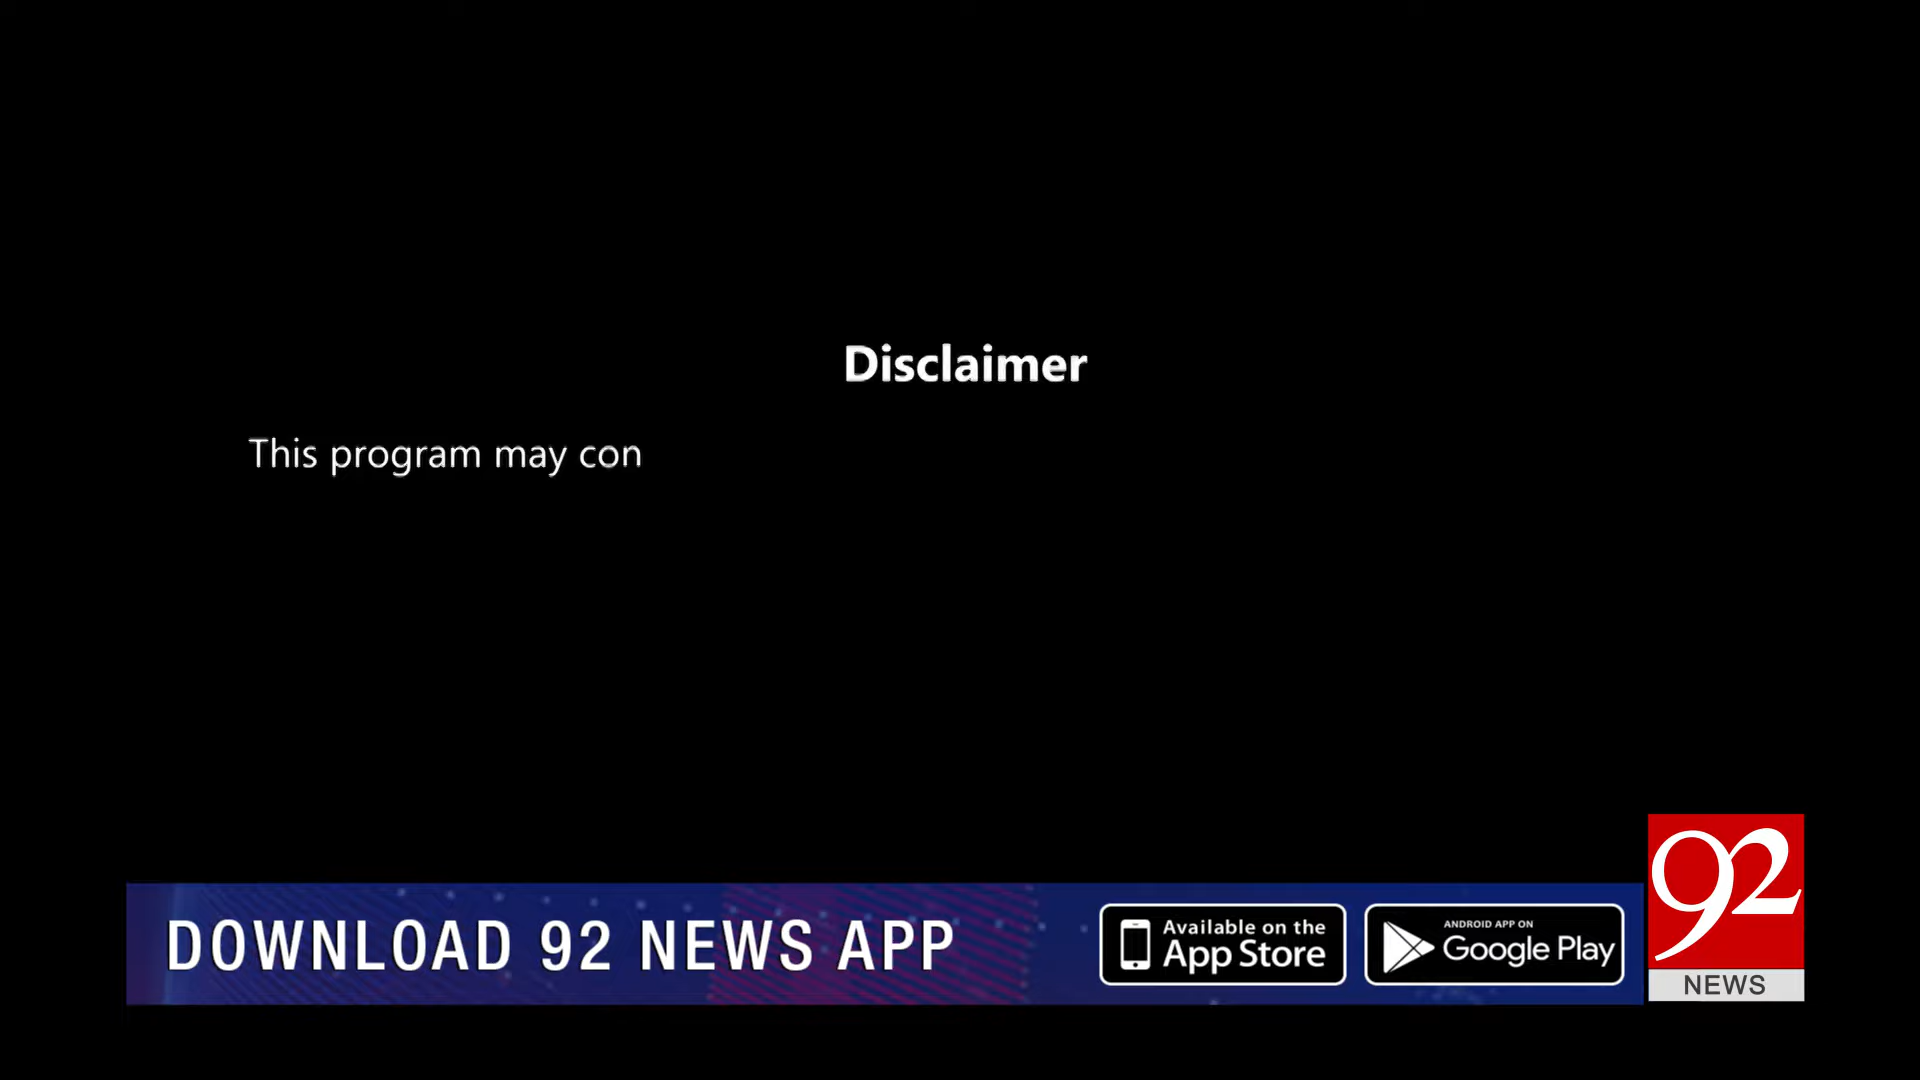 Disclaimer
This program may con
DOWNLOAD 92 NEWS APP
Available on the
App Store
ANDROID APP ON
Google Play
92
NEWS